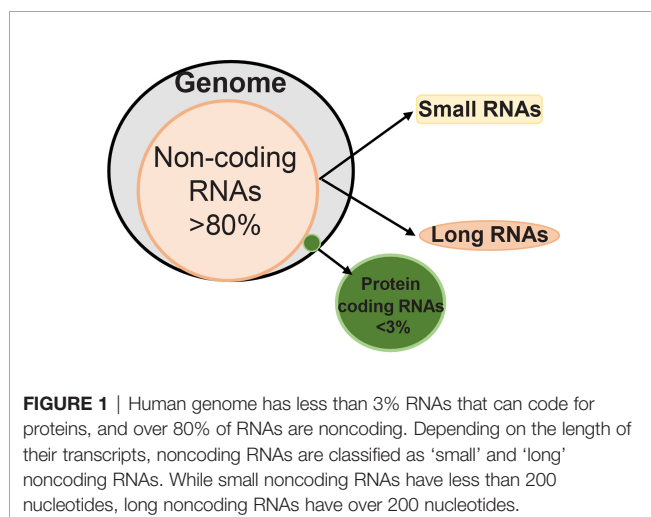 Genome
Small RNAs
Non-coding
RNAs
>80%
Long RNAs
Protein
coding RNAs
<3%
FIGURE 1 | Human genome has less than 3% RNAs that can code for
proteins, and over 80% of RNAs are noncoding. Depending on the length of
their transcripts, noncoding RNAs are classified as ‘small’ and ‘long’
noncoding RNAs. While small noncoding RNAs have less than 200
nucleotides, long noncoding RNAs have over 200 nucleotides.